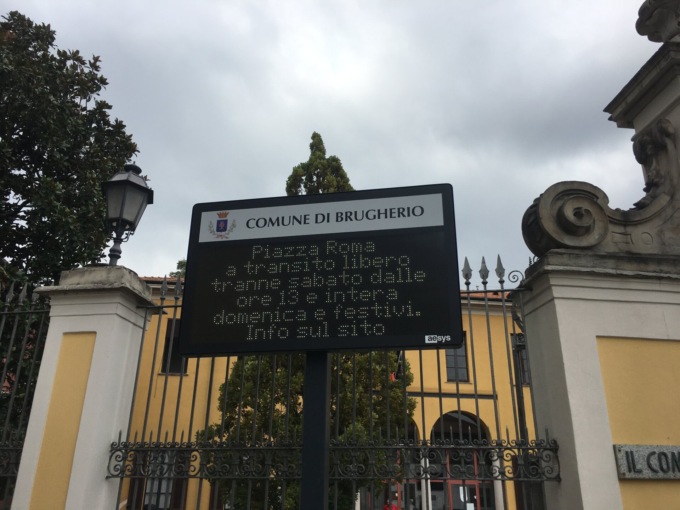 COMUNE DI BRUGHERIO
Piazza Roma
a transito libero
tranne sabato dalle
ore 13 e intera
domenica e festivi.
Info sul sito
aesys
'IL CON